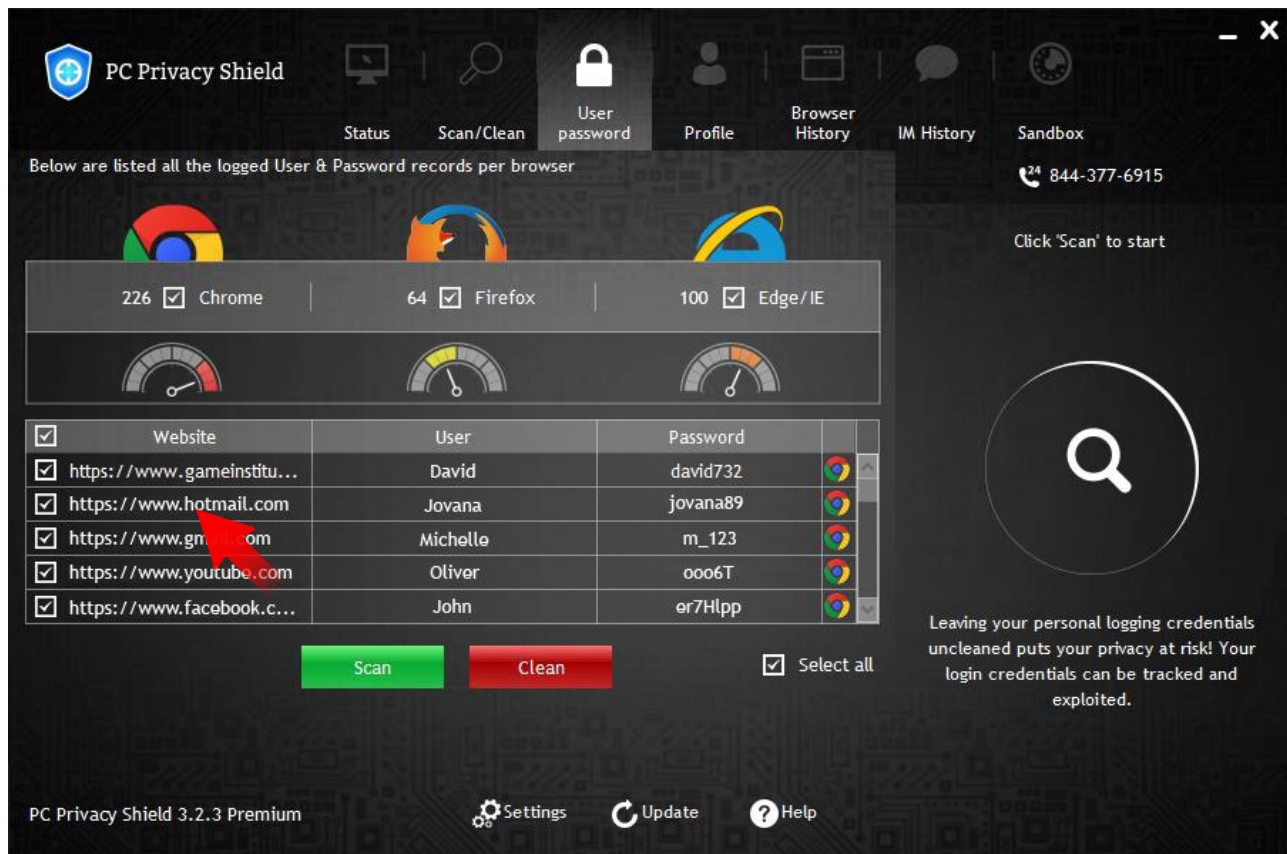 PC Privacy Shield
Status
Scan/Clean
User
password
Profile
Browser
History
IM History
Sandbox
Below are listed all the logged User & Password records per browser
24 844-377-6915
Click 'Scan' to start
226 Chrome
64 Firefox
100 Edge/IE
Website User Password
https://www.gameinstitu... David david732
https://www.hotmail.com Jovana jovana89
https://www.gmail.com Michelle m_123
https://www.youtube.com Oliver ooo6T
https://www.facebook.c... John er7Hlpp
Scan
Clean
Select all
Leaving your personal logging credentials
uncleaned puts your privacy at risk! Your
login credentials can be tracked and
exploited.
PC Privacy Shield 3.2.3 Premium
Settings
Update
? Help